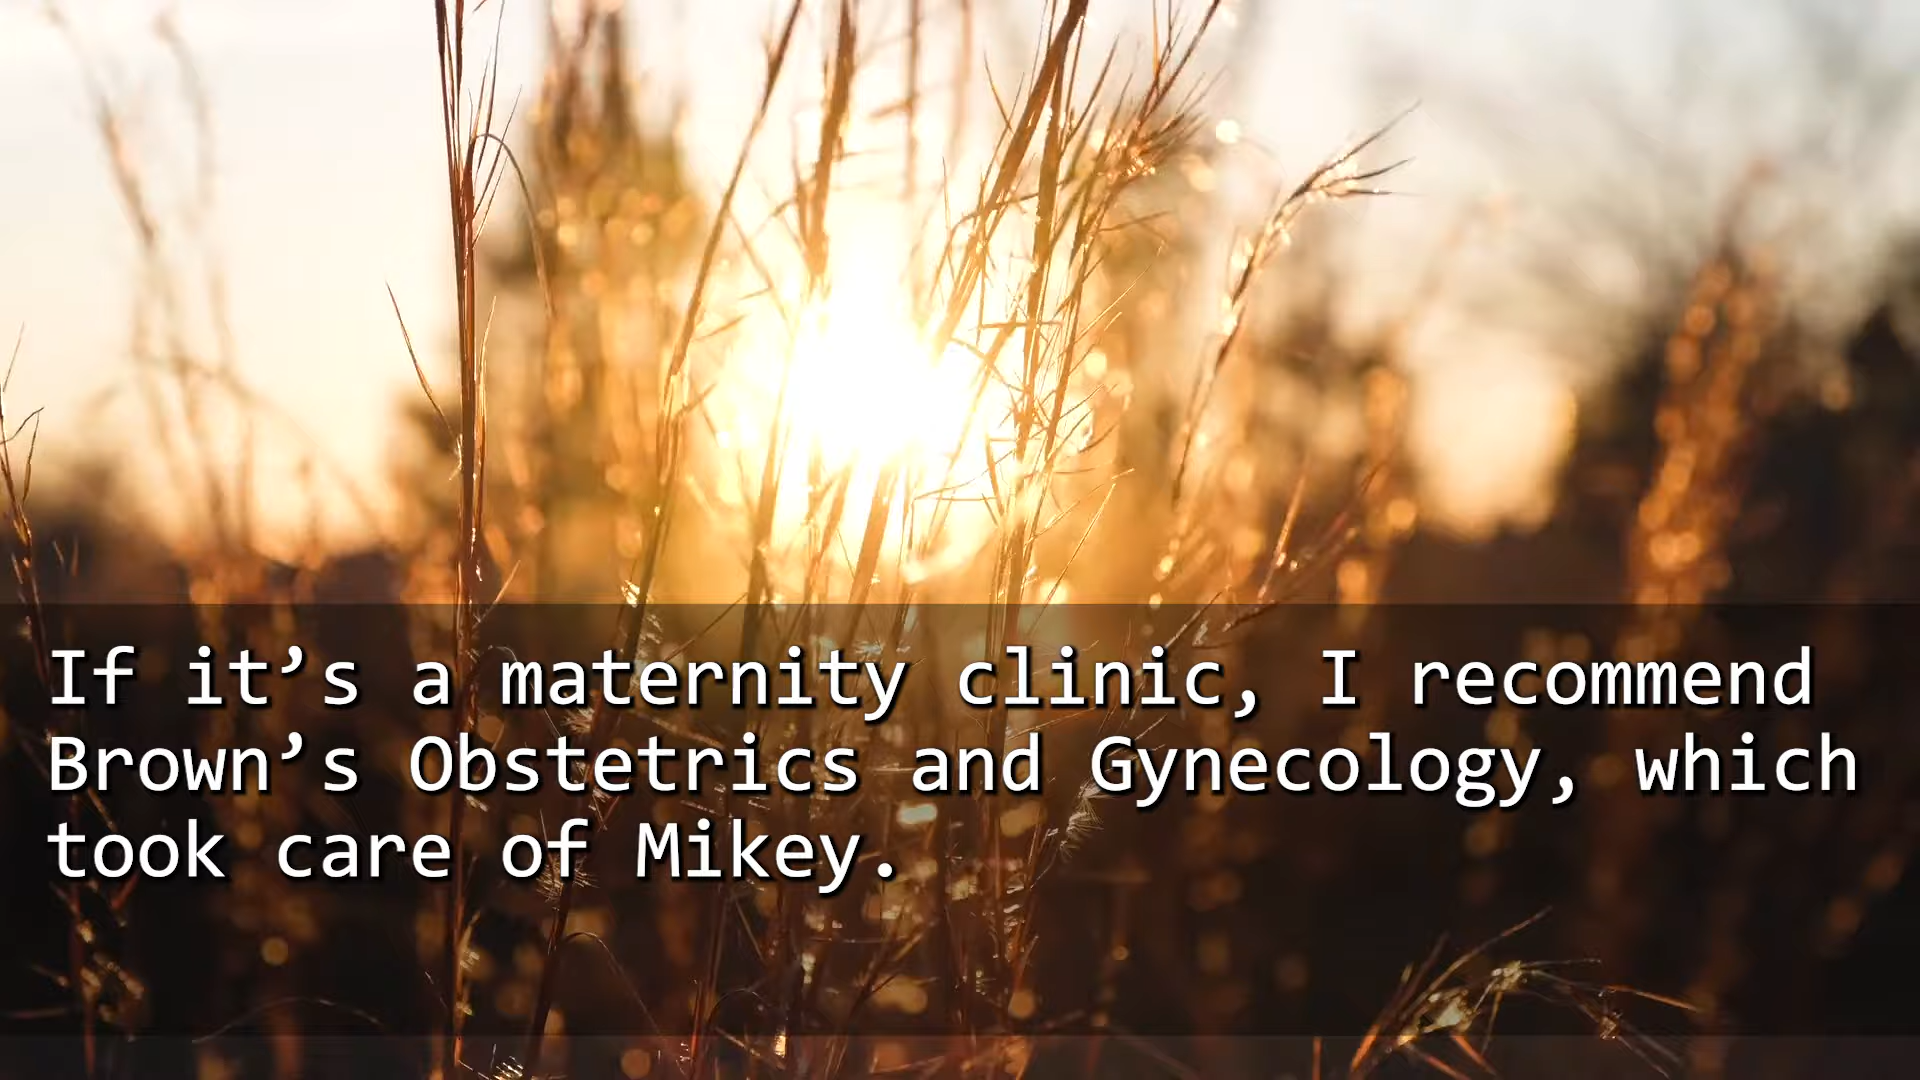 If it’s a maternity clinic, I recommend
Brown’s Obstetrics and Gynecology, which
took care of Mikey.